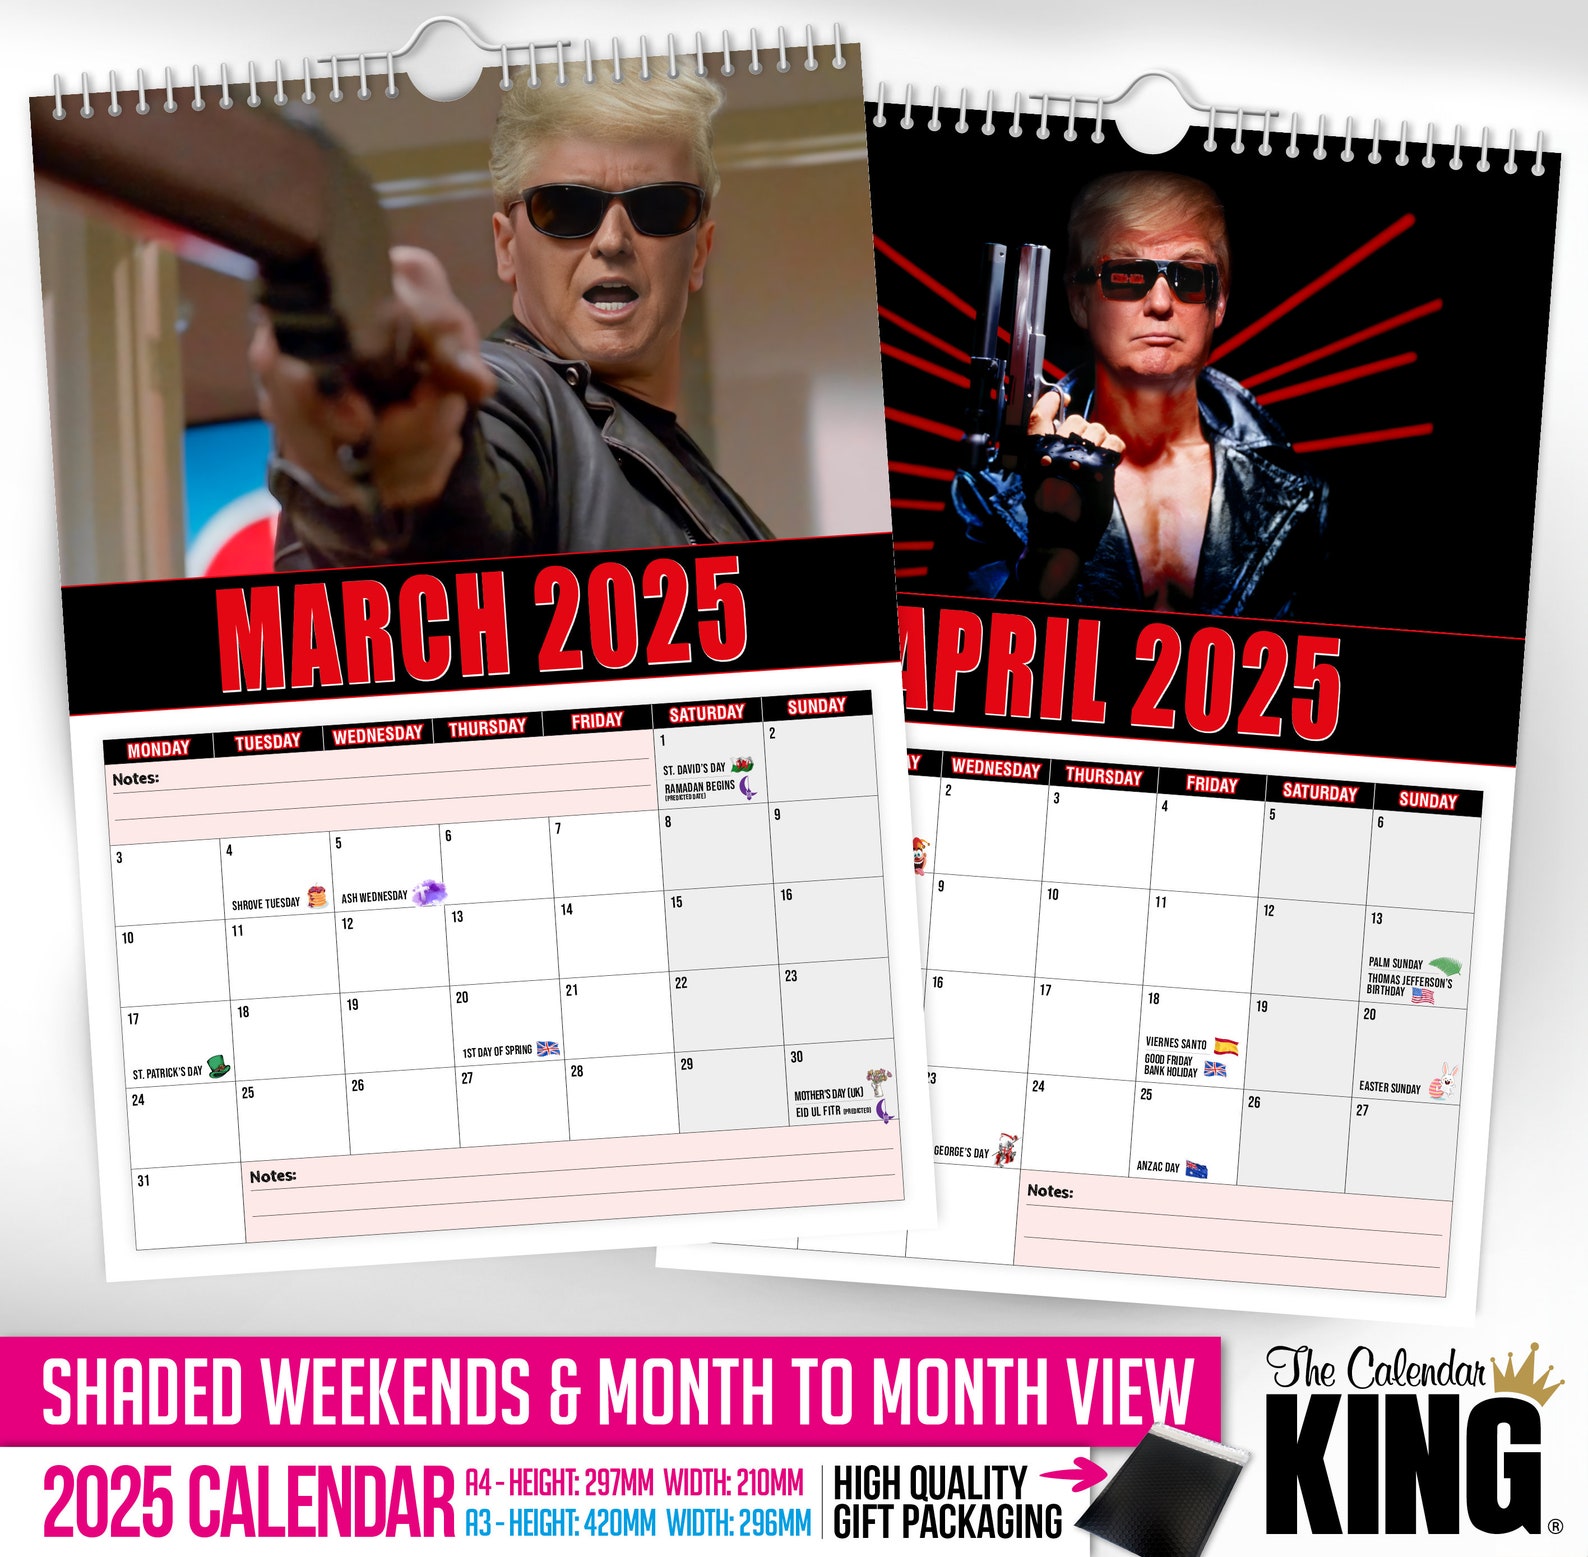 MARCH 2025
MONDAY TUESDAY WEDNESDAY THURSDAY FRIDAY SATURDAY SUNDAY
Notes:
1 2
ST. DAVID'S DAY
RAMADAN BEGINS
(PREDICTED DATE)
3 4 5 6 7 8 9
SHROVE TUESDAY ASH WEDNESDAY
10 11 12 13 14 15 16
17 18 19 20 21 22 23
ST. PATRICK'S DAY 1ST DAY OF SPRING
24 25 26 27 28 29 30
MOTHER'S DAY (UK)
EID UL FITR (PREDICTED)
31
Notes:
APRIL 2025
AY WEDNESDAY THURSDAY FRIDAY SATURDAY SUNDAY
2 3 4 5 6
9 10 11 12 13
PALM SUNDAY
THOMAS JEFFERSON'S
BIRTHDAY
16 17 18 19 20
VIERNES SANTO
GOOD FRIDAY
BANK HOLIDAY
EASTER SUNDAY
23 24 25 26 27
GEORGE'S DAY ANZAC DAY
Notes:
SHADED WEEKENDS & MONTH TO MONTH VIEW
2025 CALENDAR
A4 - HEIGHT: 297MM WIDTH: 210MM
A3 - HEIGHT: 420MM WIDTH: 296MM
HIGH QUALITY
GIFT PACKAGING
The Calendar
KING®